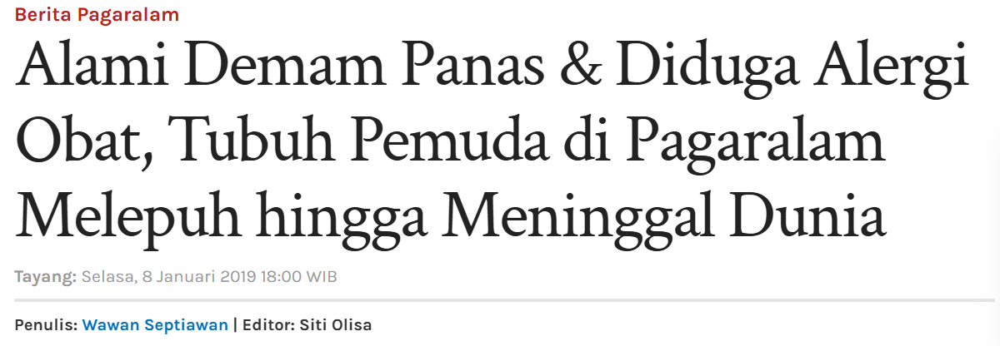 Berita Pagaralam
Alami Demam Panas & Diduga Alergi
Obat, Tubuh Pemuda di Pagaralam
Melepuh hingga Meninggal Dunia
Tayang: Selasa, 8 Januari 2019 18:00 WIB
Penulis: Wawan Septiawan | Editor: Siti Olisa